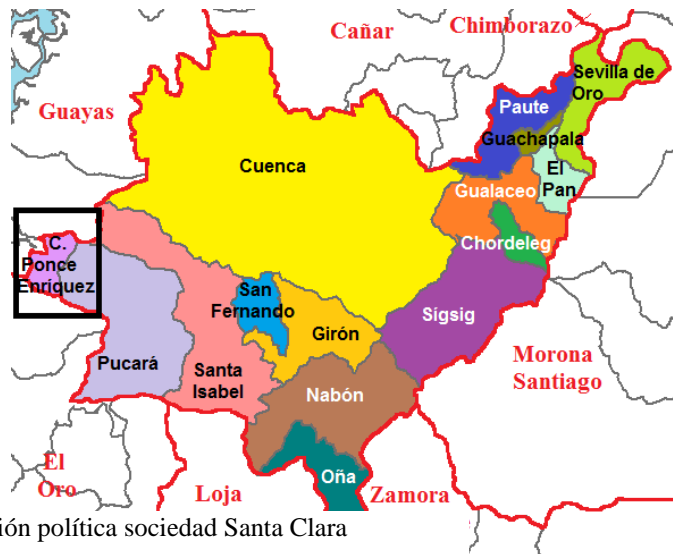 Cañar
Chimborazo
Guayas
Sevilla de
Oro
Paute
Guachapala
El
Pan
Cuenca
Gualaceo
Chordeleg
C.
Ponce
Enríquez
San
Fernando
Girón
Sígsig
Pucará
Santa
Isabel
Nabón
Morona
Santiago
Oña
El
Oro
Loja
Zamora
ión política sociedad Santa Clara